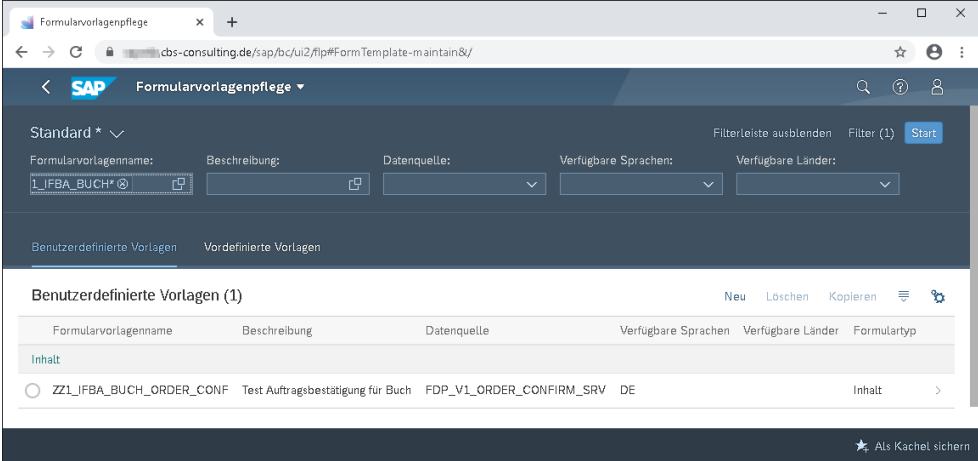 Formularvorlagenpflege
.cbs-consulting.de/sap/bc/ui2/flp#FormTemplate-maintain&/
SAP Formularvorlagenpflege
Standard *
Filterleiste ausblenden Filter (1) Start
Formularvorlagenname: Beschreibung: Datenquelle: Verfügbare Sprachen: Verfügbare Länder:
1_IFBA_BUCH*
Benutzerdefinierte Vorlagen Vordefinierte Vorlagen
Benutzerdefinierte Vorlagen (1) Neu Löschen Kopieren
Formularvorlagenname Beschreibung Datenquelle Verfügbare Sprachen Verfügbare Länder Formulartyp
Inhalt
ZZ1_IFBA_BUCH_ORDER_CONF Test Auftragsbestätigung für Buch FDP_V1_ORDER_CONFIRM_SRV DE Inhalt
Als Kachel sichern